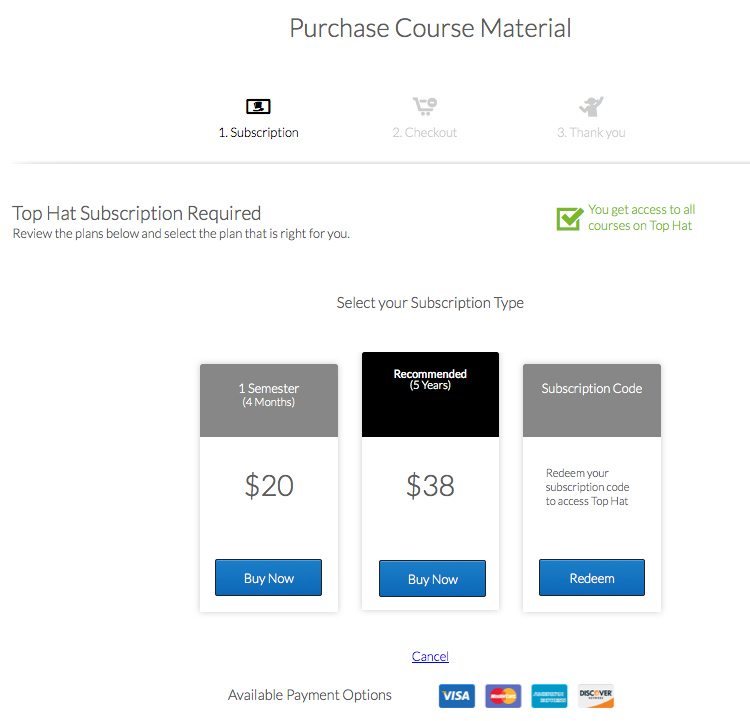 Purchase Course Material
1. Subscription
2. Checkout
3. Thank you
Top Hat Subscription Required
Review the plans below and select the plan that is right for you.
You get access to all
courses on Top Hat
Select your Subscription Type
1 Semester
(4 Months)
$20
Buy Now
Recommended
(5 Years)
$38
Buy Now
Subscription Code
Redeem your
subscription code
to access Top Hat
Redeem
Cancel
Available Payment Options
VISA
MasterCard
AMERICAN
EXPRESS
DISCOVER